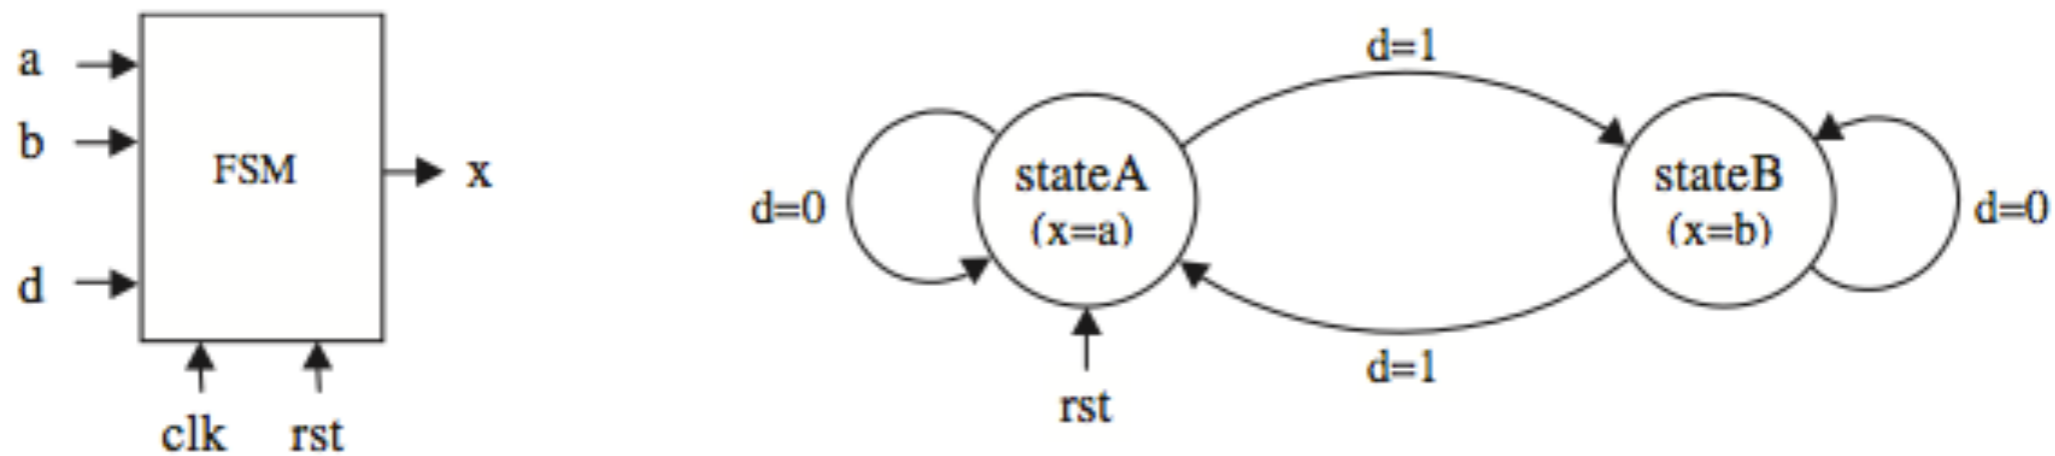 a
b
d
FSM
x
clk
rst
d=0
stateA
(x=a)
rst
d=1
d=1
stateB
(x=b)
d=0